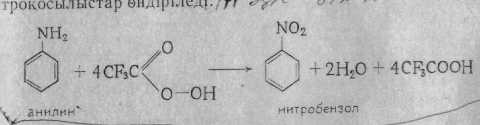 трокосылыстар өндіріледі.
NH₂ NO₂
+ 4CF₃C O O—OH → + 2H₂O + 4CF₃COOH
анилин нитробензол